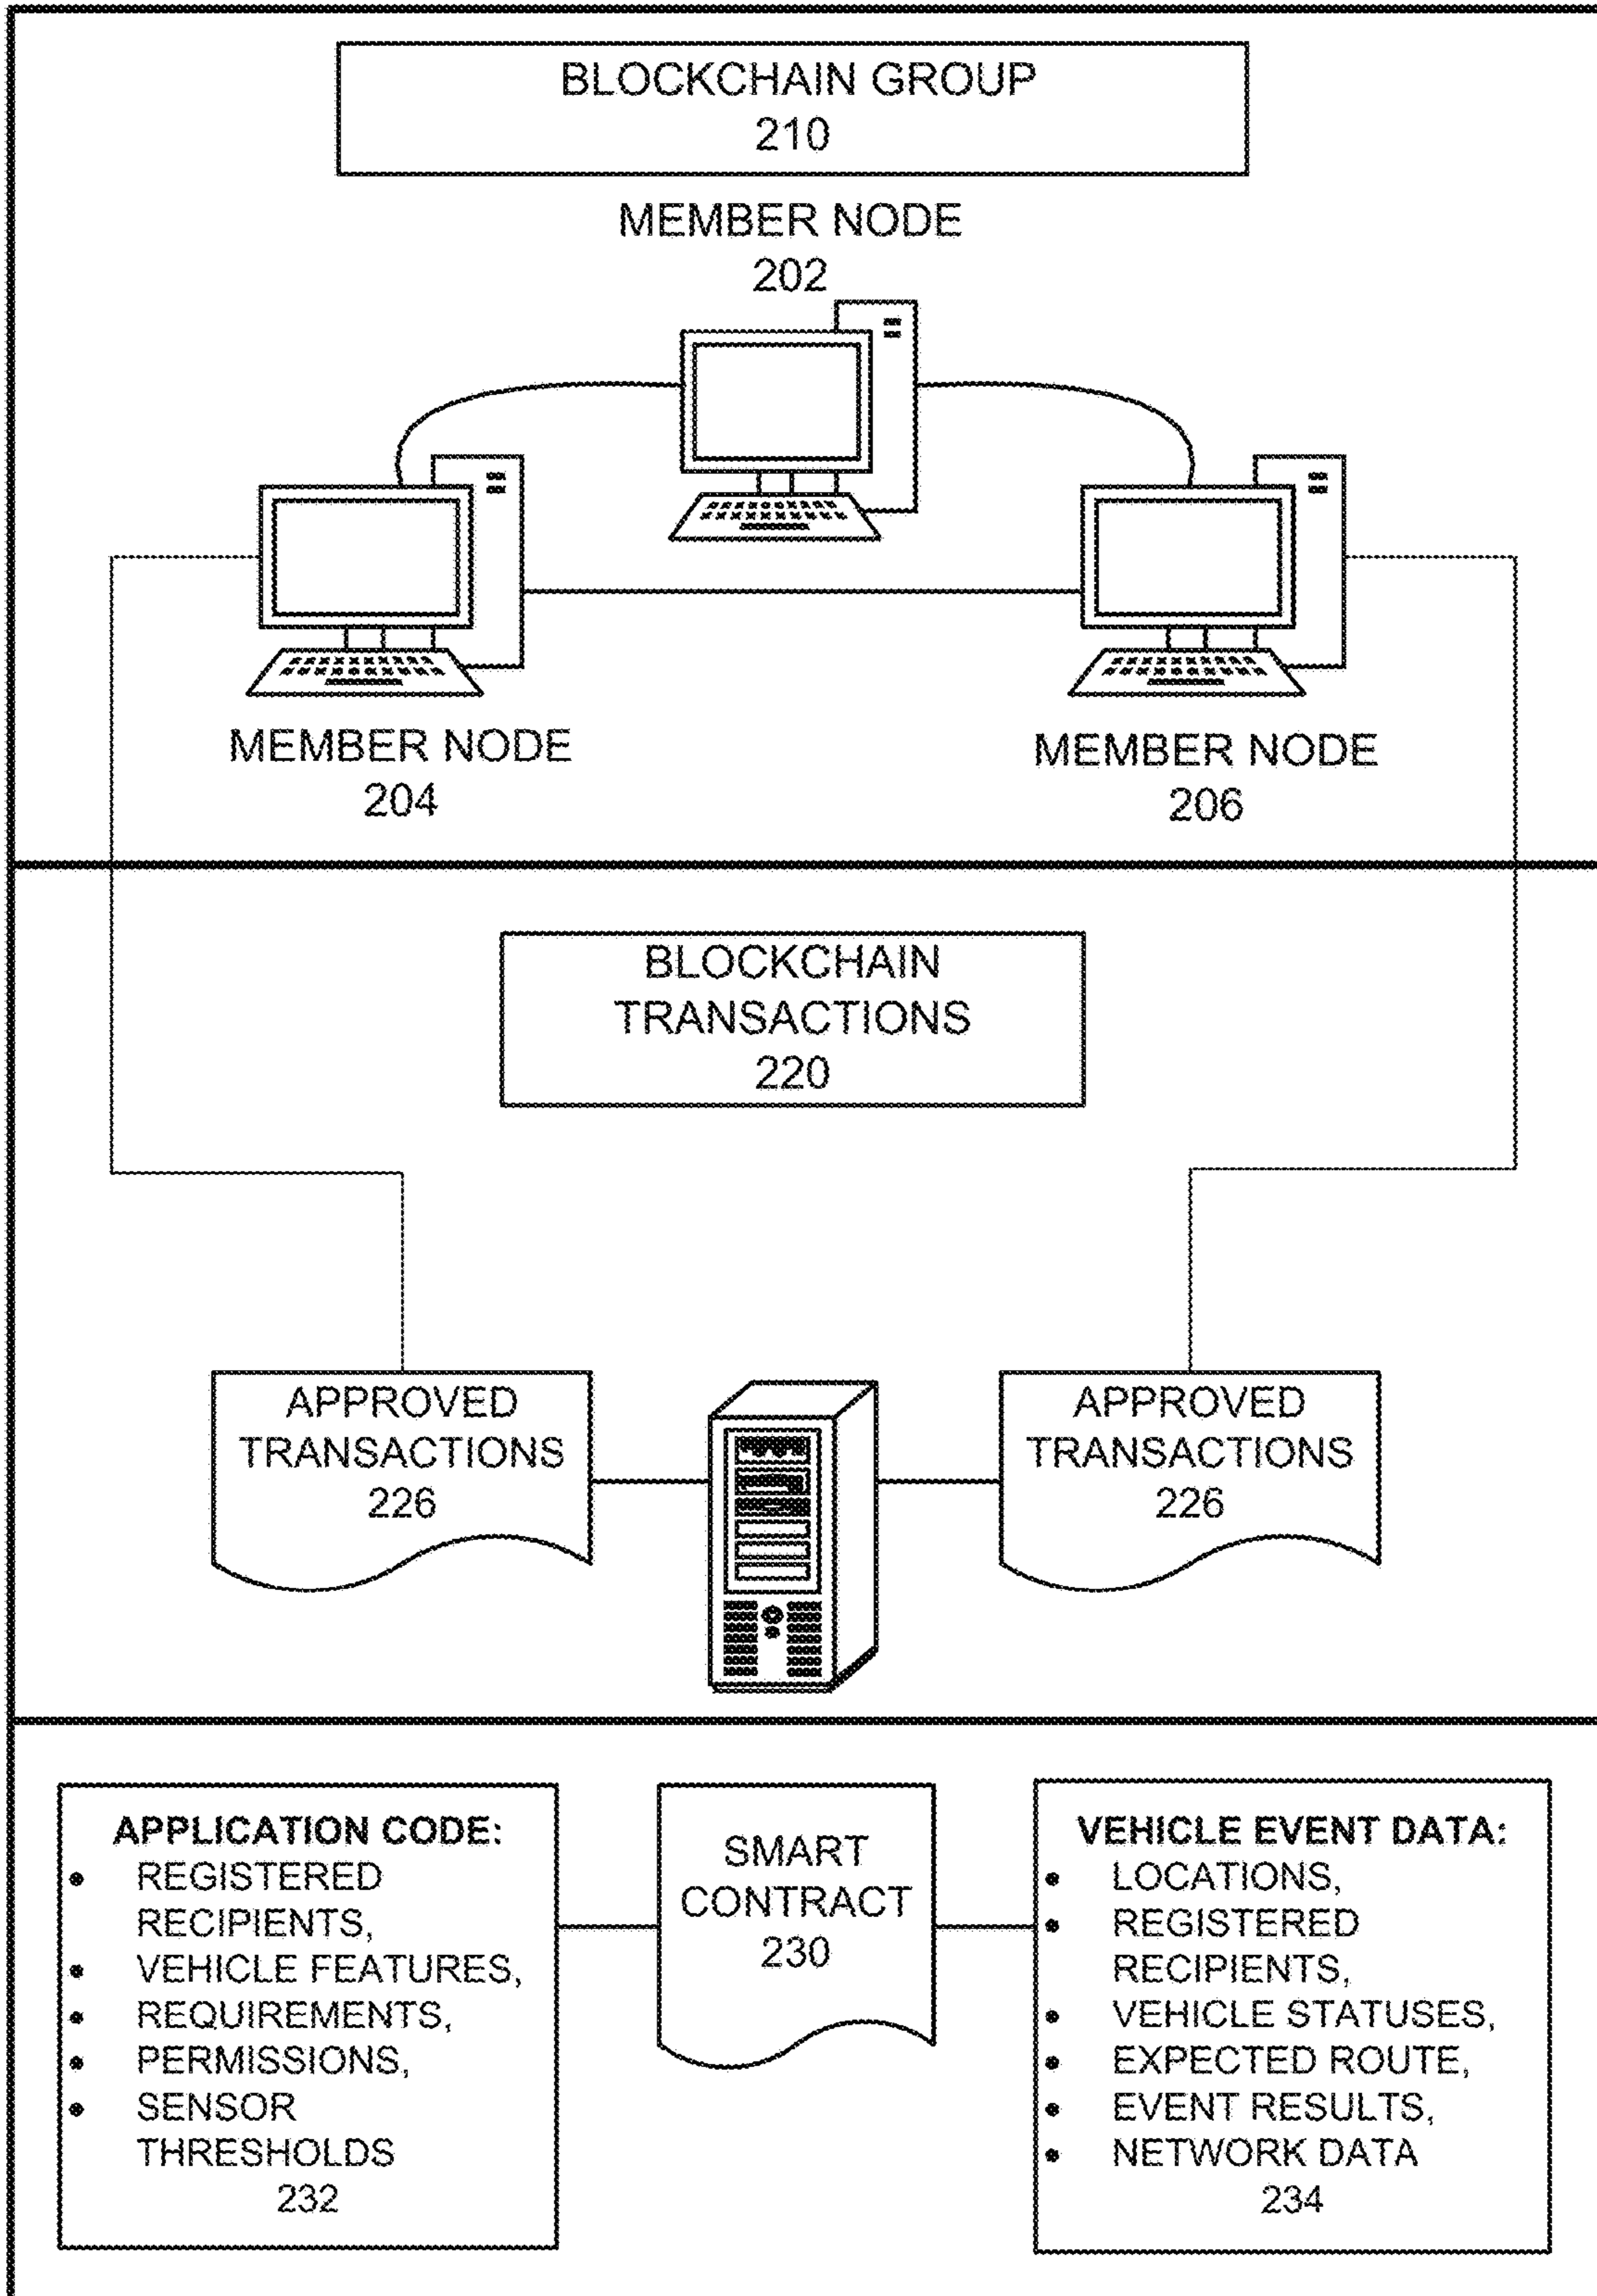 BLOCKCHAIN GROUP
210
MEMBER NODE
202
MEMBER NODE
204
MEMBER NODE
206
BLOCKCHAIN
TRANSACTIONS
220
APPROVED
TRANSACTIONS
226
APPROVED
TRANSACTIONS
226
APPLICATION CODE:
• REGISTERED
RECIPIENTS,
• VEHICLE FEATURES,
• REQUIREMENTS,
• PERMISSIONS,
• SENSOR
THRESHOLDS
232
SMART
CONTRACT
230
VEHICLE EVENT DATA:
• LOCATIONS,
• REGISTERED
RECIPIENTS,
• VEHICLE STATUSES,
• EXPECTED ROUTE,
• EVENT RESULTS,
• NETWORK DATA
234